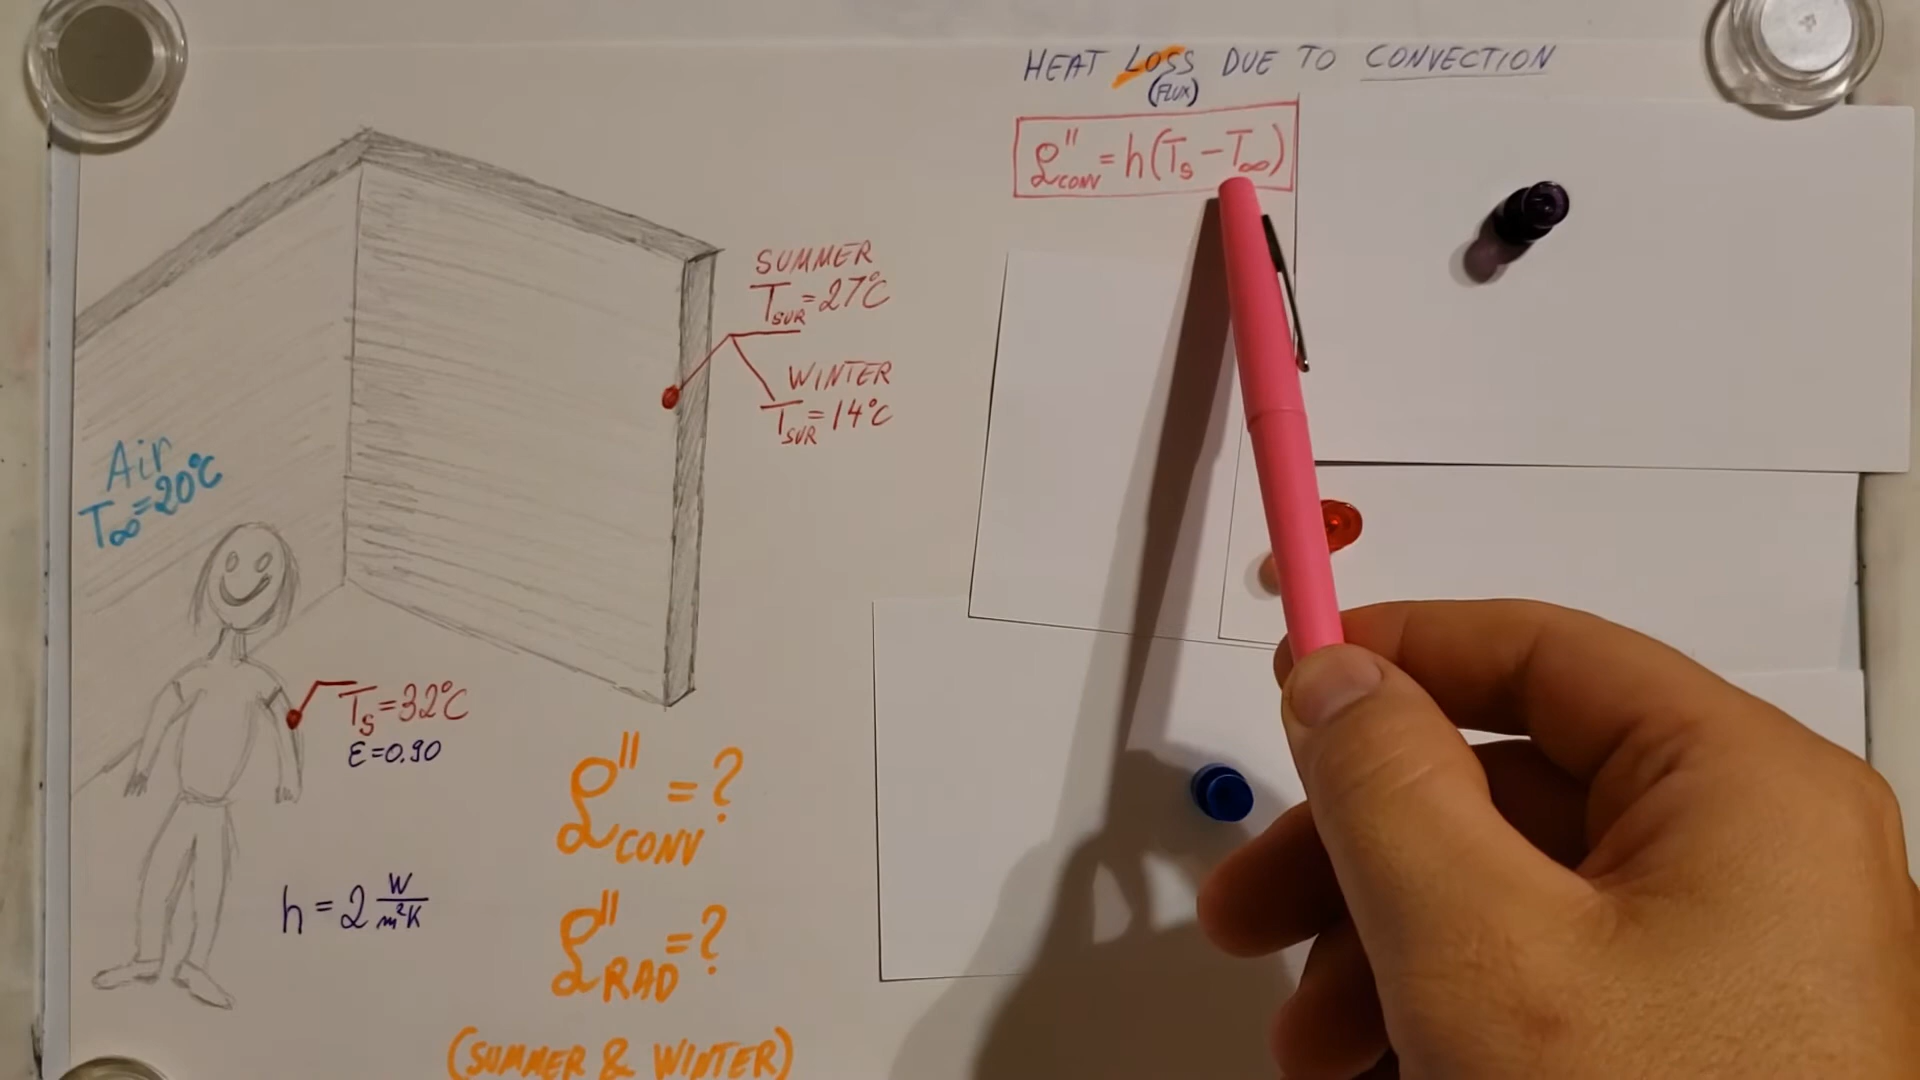 HEAT LOSS DUE TO CONVECTION
(FLUX)
q''CONV = h(Ts - T∞)
SUMMER
TSUR = 27°C
WINTER
TSUR = 14°C
Air
T∞ = 20°C
Ts = 32°C
ε = 0.90
h = 2 W/m²K
q''CONV = ?
q''RAD = ?
(SUMMER & WINTER)